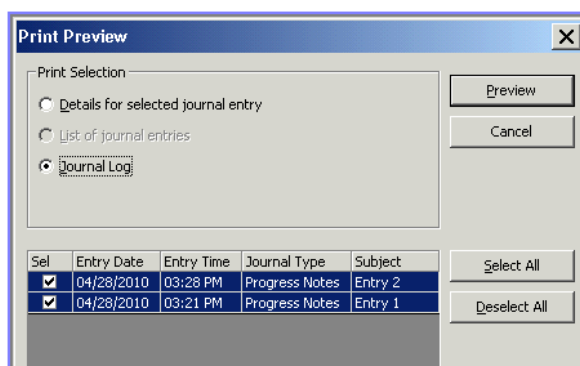 Print Preview
Print Selection
Details for selected journal entry
List of journal entries
Journal Log
Preview
Cancel
Sel Entry Date Entry Time Journal Type Subject
04/28/2010 03:28 PM Progress Notes Entry 2
04/28/2010 03:21 PM Progress Notes Entry 1
Select All
Deselect All